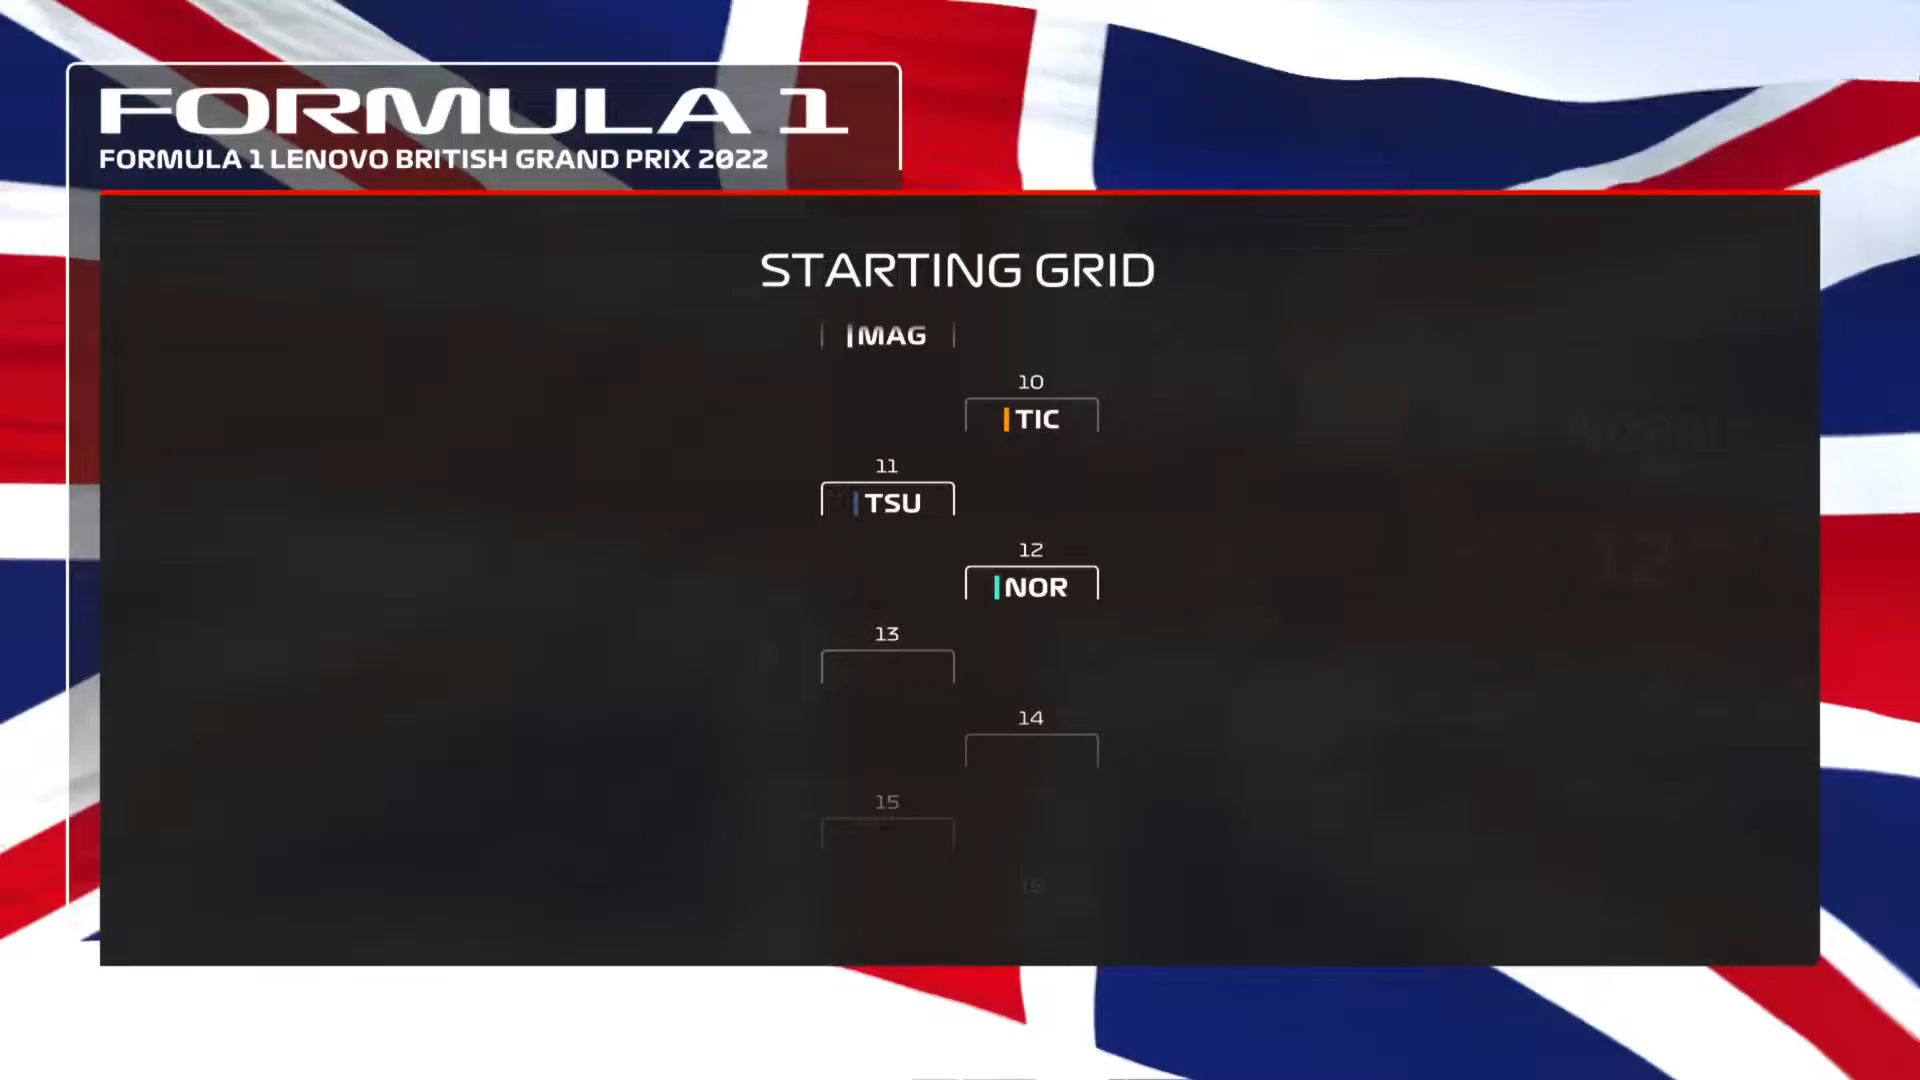 FORMULA 1
FORMULA 1 LENOVO BRITISH GRAND PRIX 2022
STARTING GRID
MAG
10
TIC
11
TSU
12
NOR
13
14
15